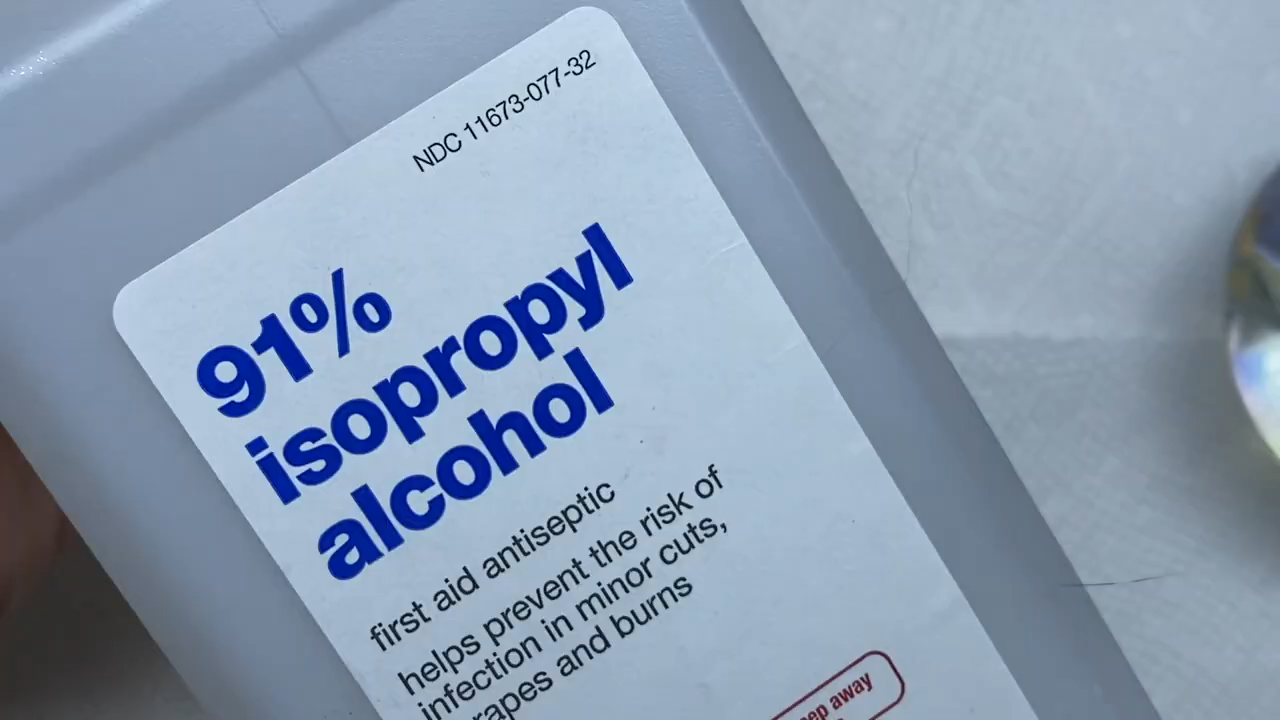 NDC 11673-077-32
91%
isopropyl
alcohol
first aid antiseptic
helps prevent the risk of
infection in minor cuts,
and burns
away